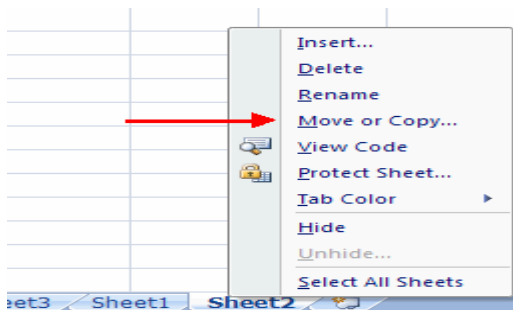 Insert...
Delete
Rename
Move or Copy...
View Code
Protect Sheet...
Tab Color
Hide
Unhide...
Select All Sheets
eet3 Sheet1 Sheet2